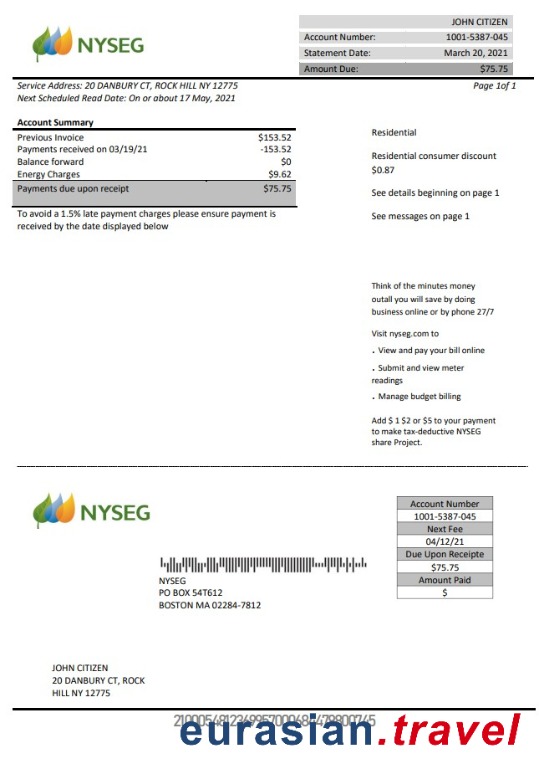 NYSEG
JOHN CITIZEN
Account Number: 1001-5387-045
Statement Date: March 20, 2021
Amount Due: $75.75
Service Address: 20 DANBURY CT, ROCK HILL NY 12775
Page 1of 1
Next Scheduled Read Date: On or about 17 May, 2021
Account Summary
Previous Invoice $153.52
Payments received on 03/19/21 -153.52
Balance forward $0
Energy Charges $9.62
Payments due upon receipt $75.75
To avoid a 1.5% late payment charges please ensure payment is
received by the date displayed below
Residential
Residential consumer discount
$0.87
See details beginning on page 1
See messages on page 1
Think of the minutes money
outall you will save by doing
business online or by phone 27/7
Visit nyseg.com to
. View and pay your bill online
. Submit and view meter
readings
. Manage budget billing
Add $ 1 $2 or $5 to your payment
to make tax-deductive NYSEG
share Project.
NYSEG
Account Number
1001-5387-045
Next Fee
04/12/21
Due Upon Receipte
$75.75
Amount Paid
$
NYSEG
PO BOX 54T612
BOSTON MA 02284-7812
JOHN CITIZEN
20 DANBURY CT, ROCK
HILL NY 12775
eurasian.travel